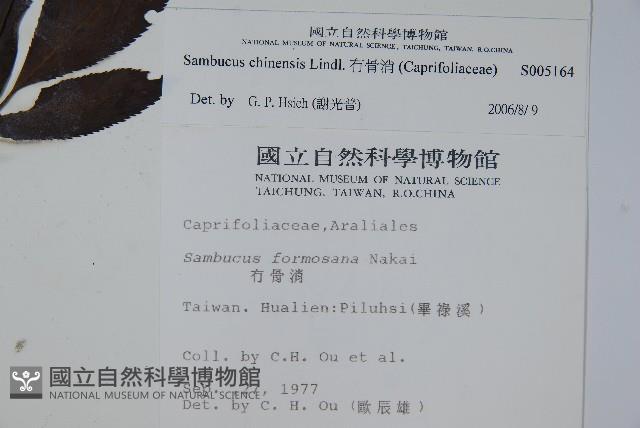 國立自然科學博物館
NATIONAL MUSEUM OF NATURAL SCIENCE, TAICHUNG, TAIWAN, R.O.CHINA
Sambucus chinensis Lindl. 冇骨消 (Caprifoliaceae) S005164
Det. by G. P. Hsieh (謝光普) 2006/8/9
國立自然科學博物館
NATIONAL MUSEUM OF NATURAL SCIENCE
TAICHUNG, TAIWAN, R.O.CHINA
Caprifoliaceae,Araliales
Sambucus formosana Nakai
冇骨消
Taiwan. Hualien:Piluhsi(畢祿溪)
Coll. by C.H. Ou et al.
1977
Det. by C. H. Ou (歐辰雄)
國立自然科學博物館
NATIONAL MUSEUM OF NATURAL SCIENCE